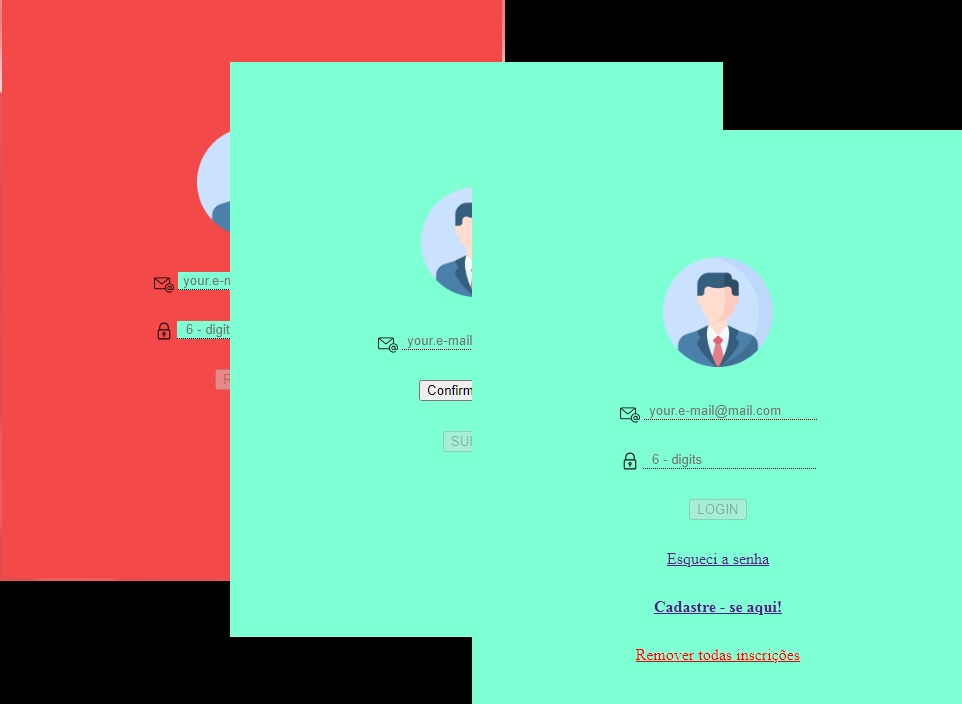 your.e-m
6 - digit
R
your.e-mail
Confirm
SUB
your.e-mail@mail.com
6 - digits
LOGIN
Esqueci a senha
Cadastre - se aqui!
Remover todas inscrições